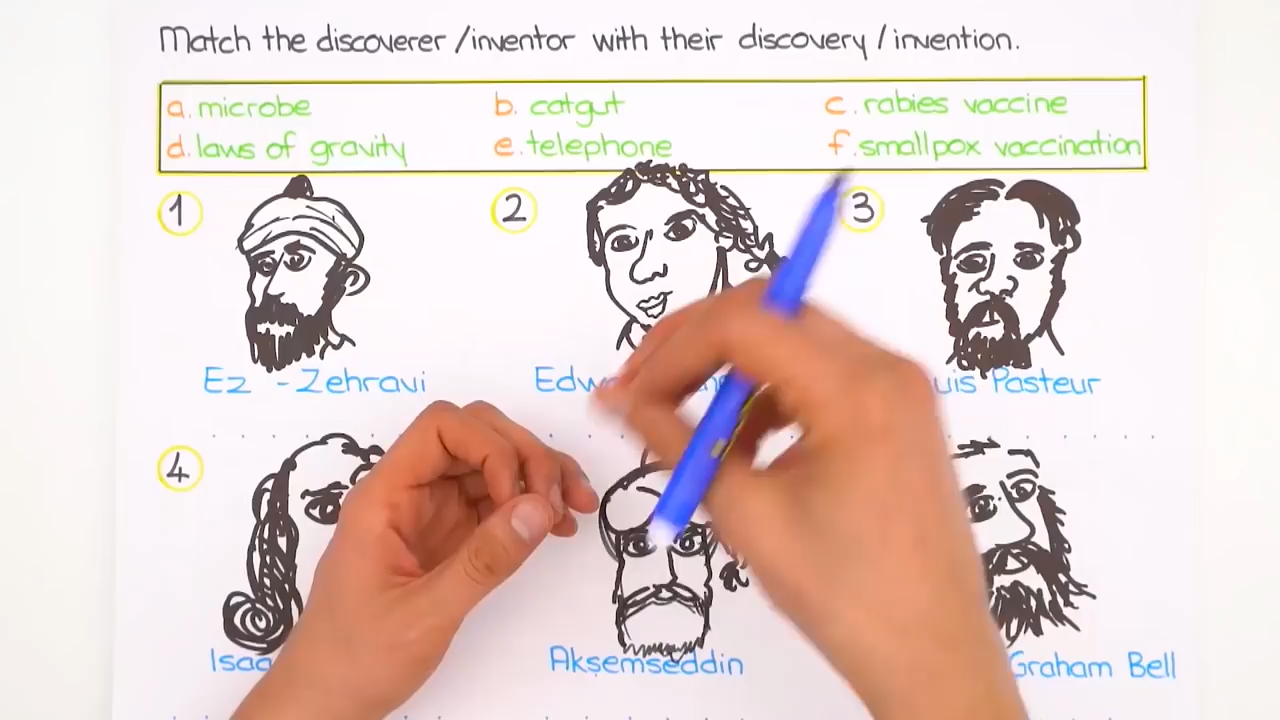 Match the discoverer / inventor with their discovery / invention.
a. microbe b. catgut c. rabies vaccine
d. laws of gravity e. telephone f. smallpox vaccination
1 2 3
Ez-Zehravi Pasteur
4
Akşemseddin Graham Bell